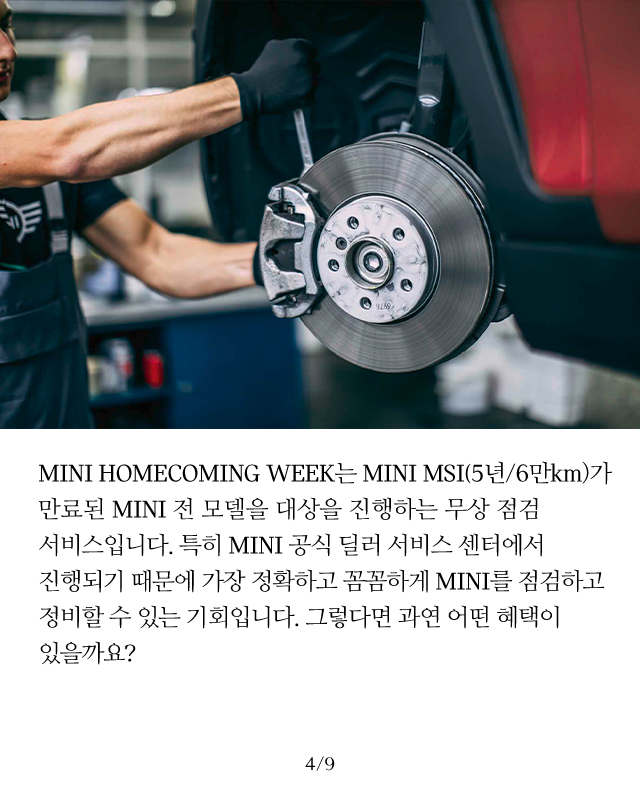 MINI HOMECOMING WEEK는 MINI MSI(5년/6만km)가
만료된 MINI 전 모델을 대상을 진행하는 무상 점검
서비스입니다. 특히 MINI 공식 딜러 서비스 센터에서
진행되기 때문에 가장 정확하고 꼼꼼하게 MINI를 점검하고
정비할 수 있는 기회입니다. 그렇다면 과연 어떤 혜택이
있을까요?
4/9